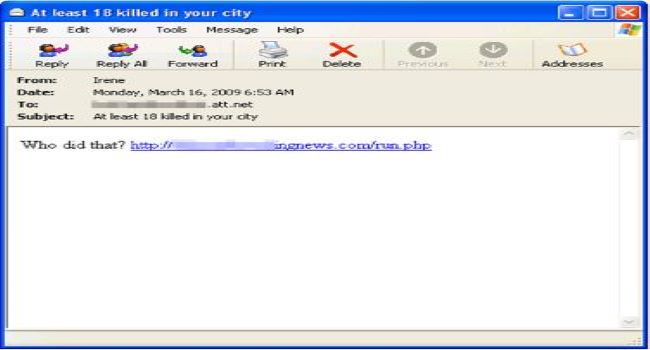 At least 18 killed in your city
File Edit View Tools Message Help
Reply Reply All Forward Print Delete Previous Next Addresses
From: Irene
Date: Monday, March 16, 2009 6:53 AM
To: .att.net
Subject: At least 18 killed in your city
Who did that? http:// ingnews.com/run.php